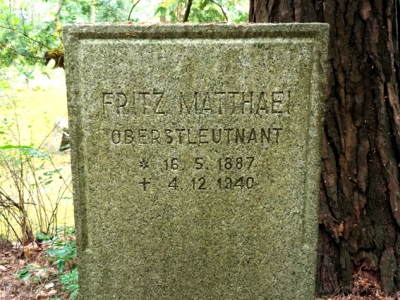 FRITZ MATTHAEI
OBERSTLEUTNANT
* 16.5.1887
+ 4.12.1940